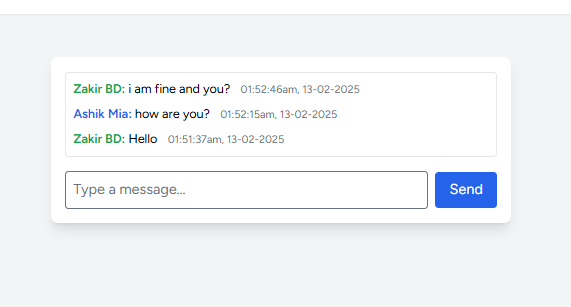 Zakir BD: i am fine and you? 01:52:46am, 13-02-2025
Ashik Mia: how are you? 01:52:15am, 13-02-2025
Zakir BD: Hello 01:51:37am, 13-02-2025
Type a message...
Send